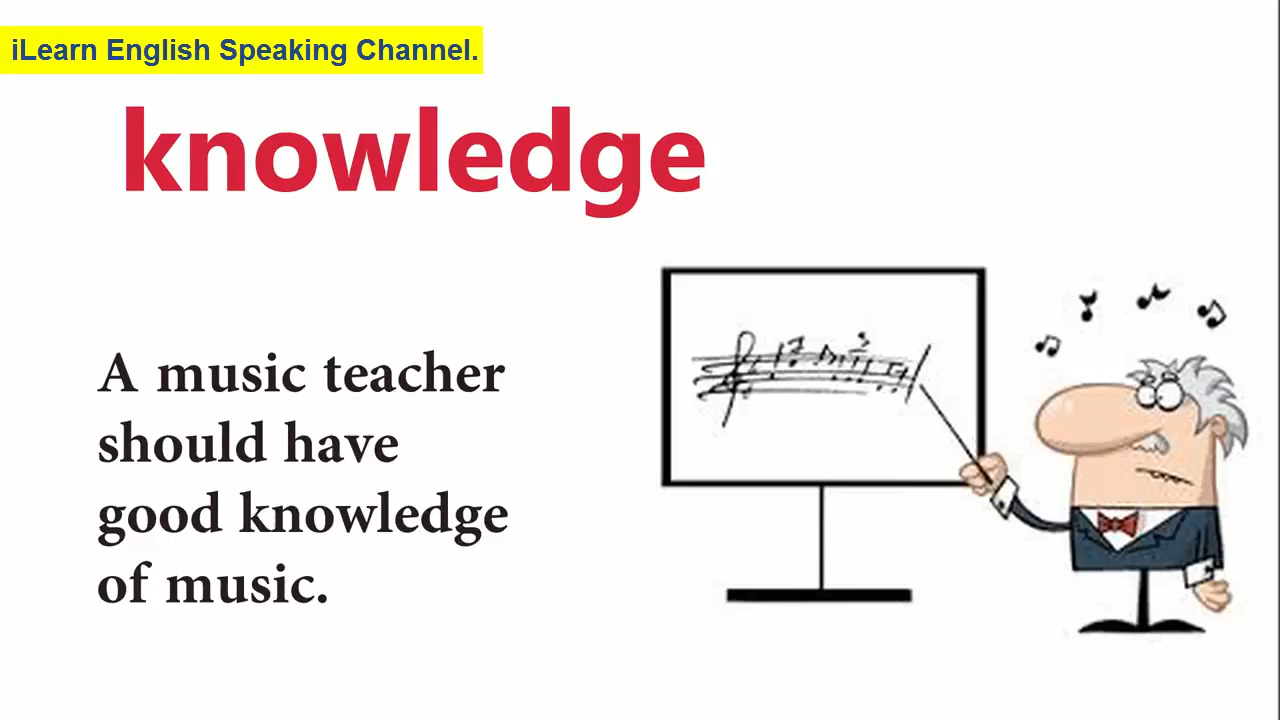 iLearn English Speaking Channel.
knowledge
A music teacher
should have
good knowledge
of music.